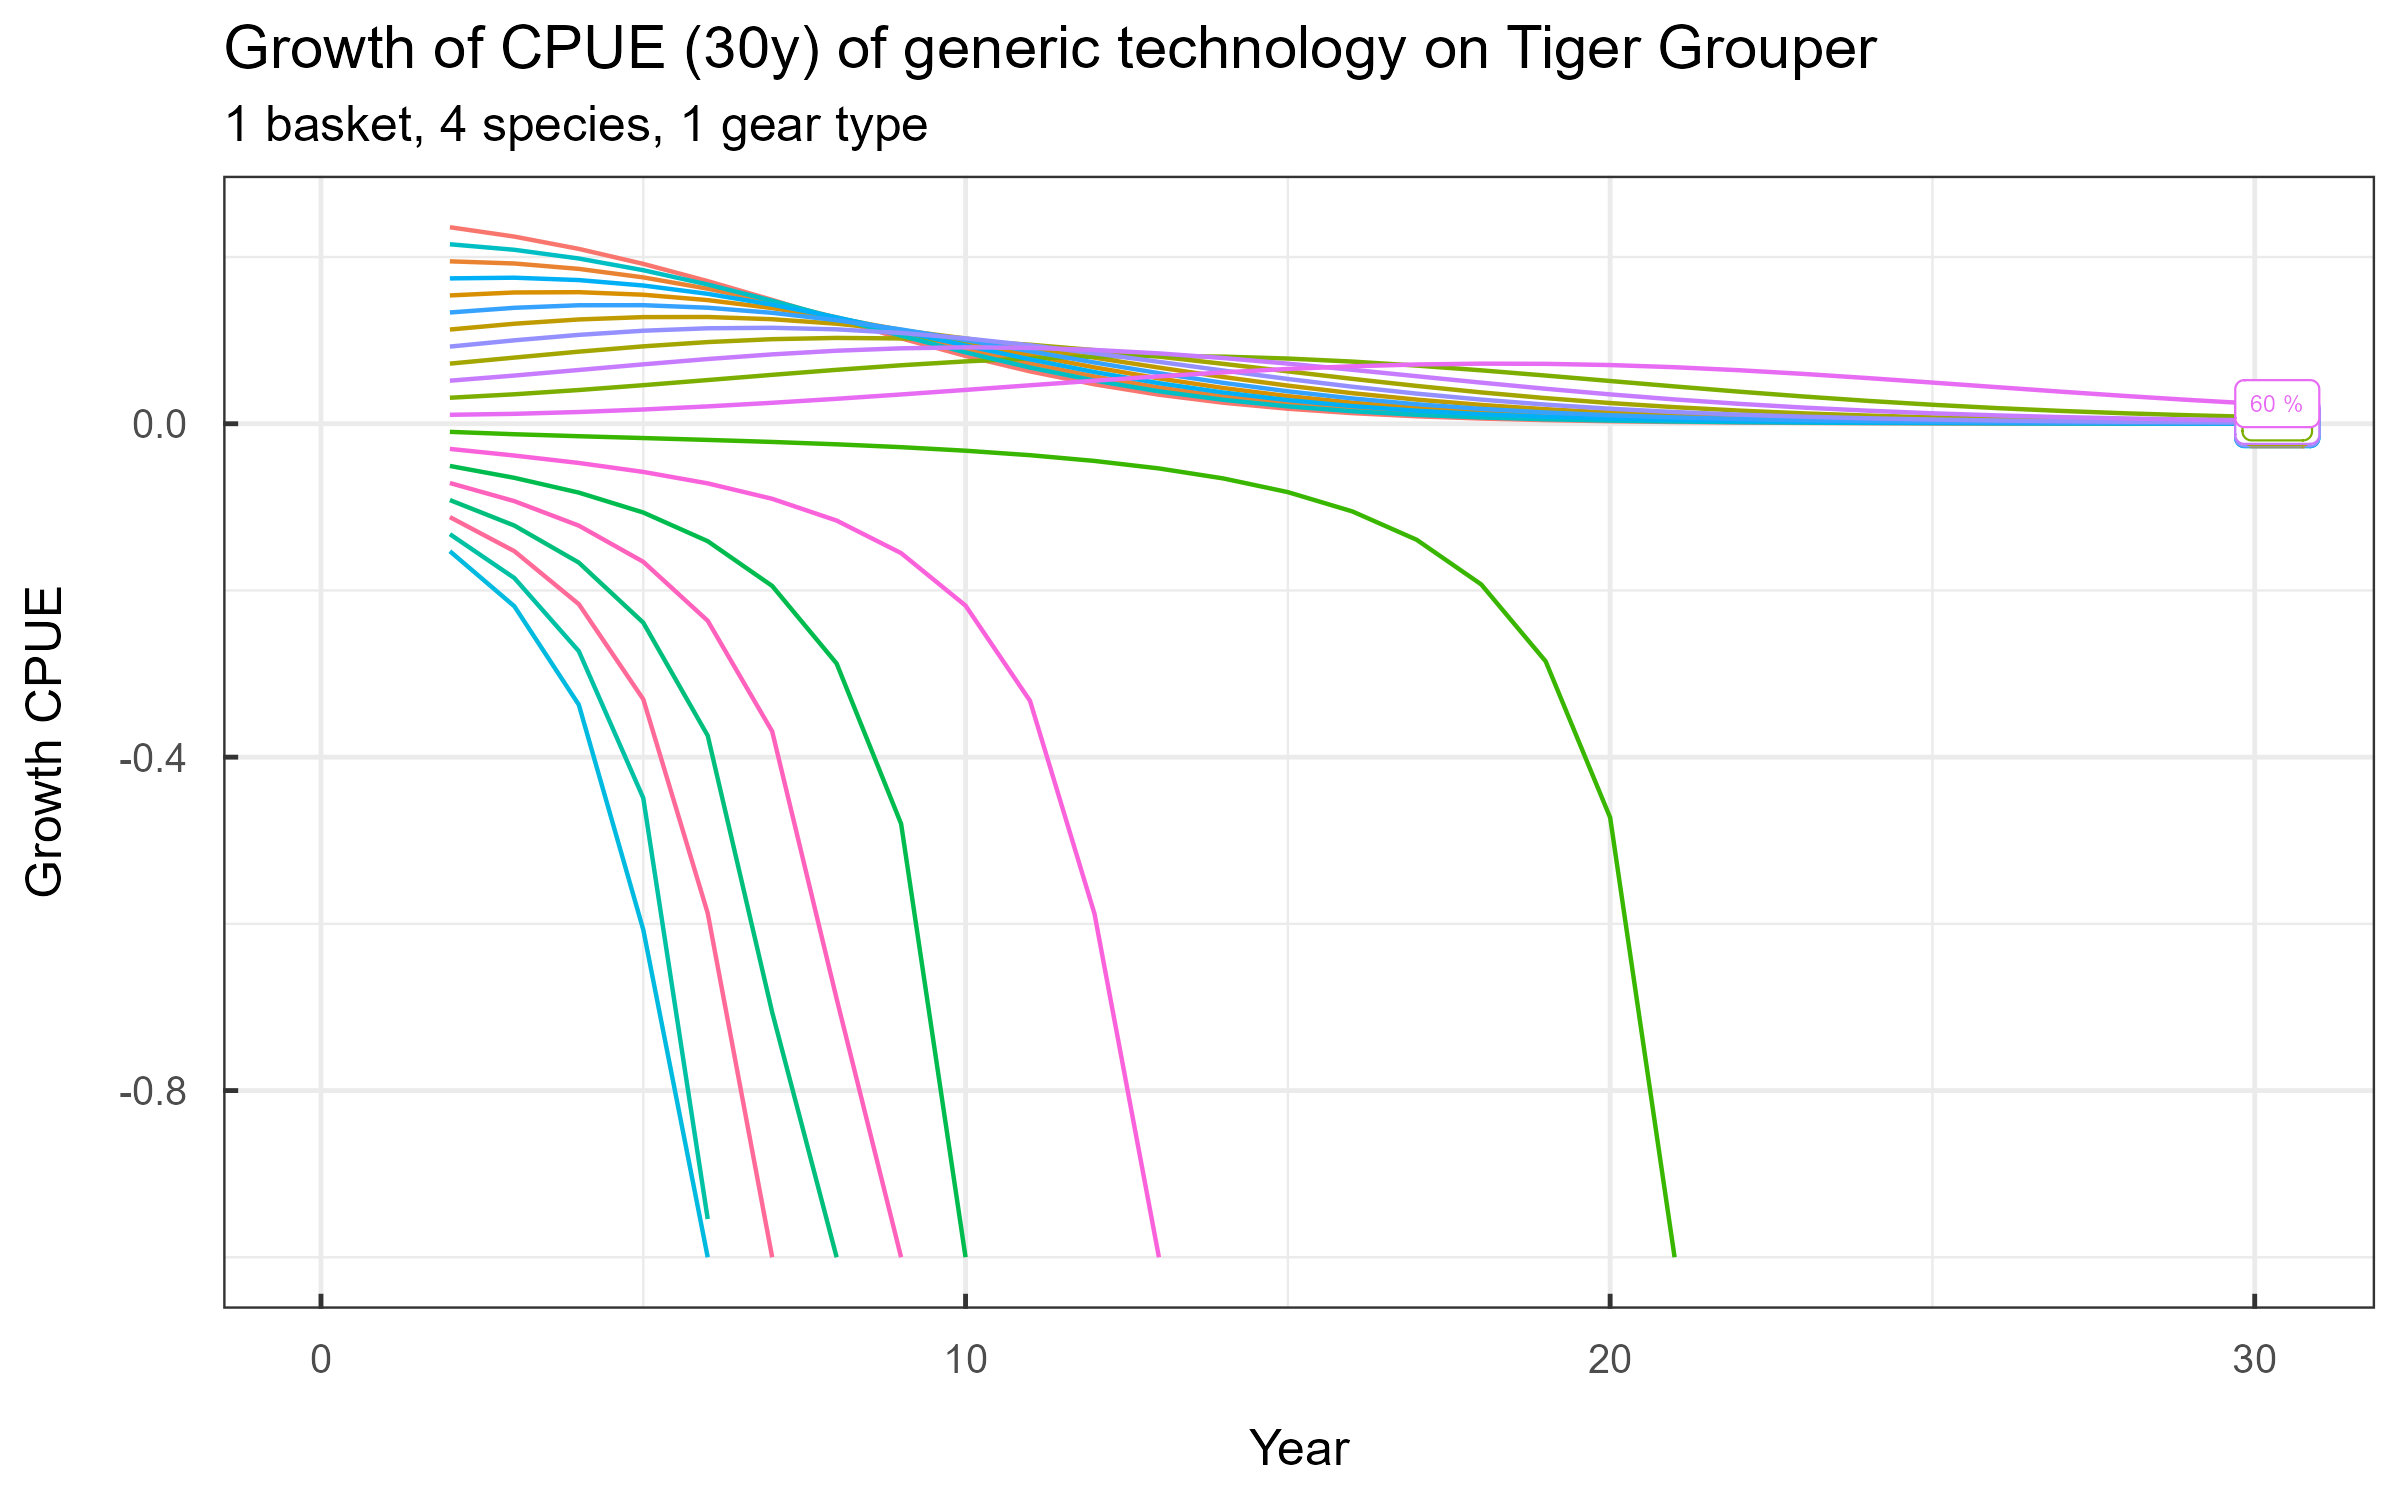 Growth of CPUE (30y) of generic technology on Tiger Grouper
1 basket, 4 species, 1 gear type
Growth CPUE
0.0
-0.4
-0.8
60 %
0
10
20
30
Year